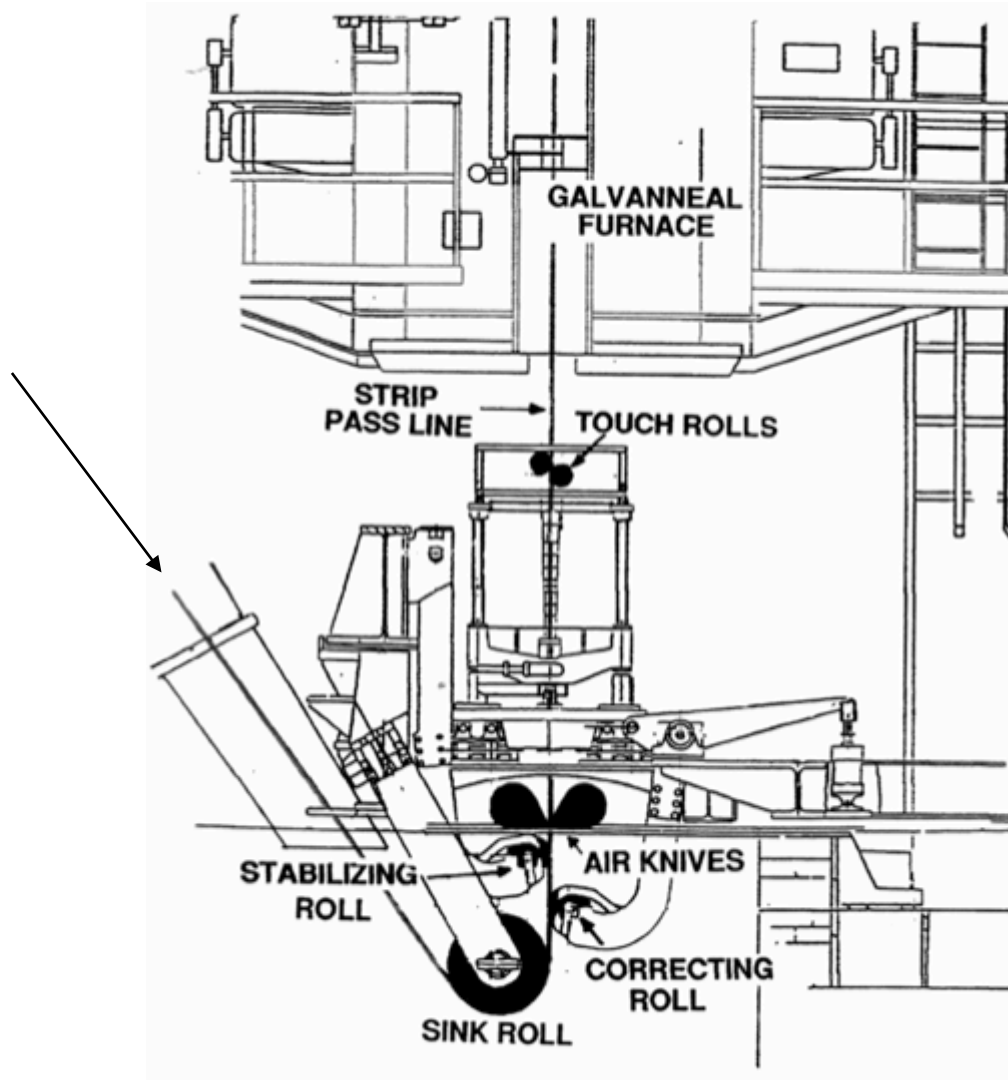 GALVANNEAL
FURNACE
STRIP
PASS LINE
TOUCH ROLLS
AIR KNIVES
STABILIZING
ROLL
CORRECTING
ROLL
SINK ROLL